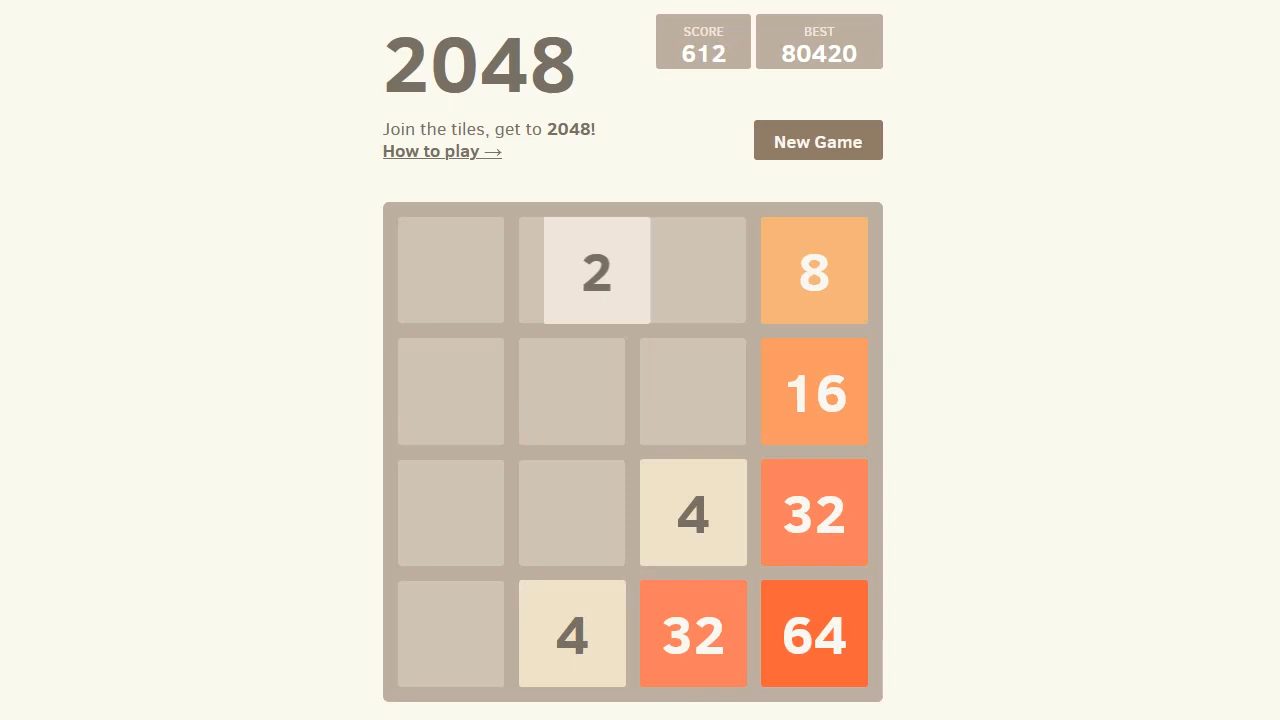 2048
SCORE
612
BEST
80420
Join the tiles, get to 2048!
How to play →
New Game
2
8
16
4
32
4
32
64